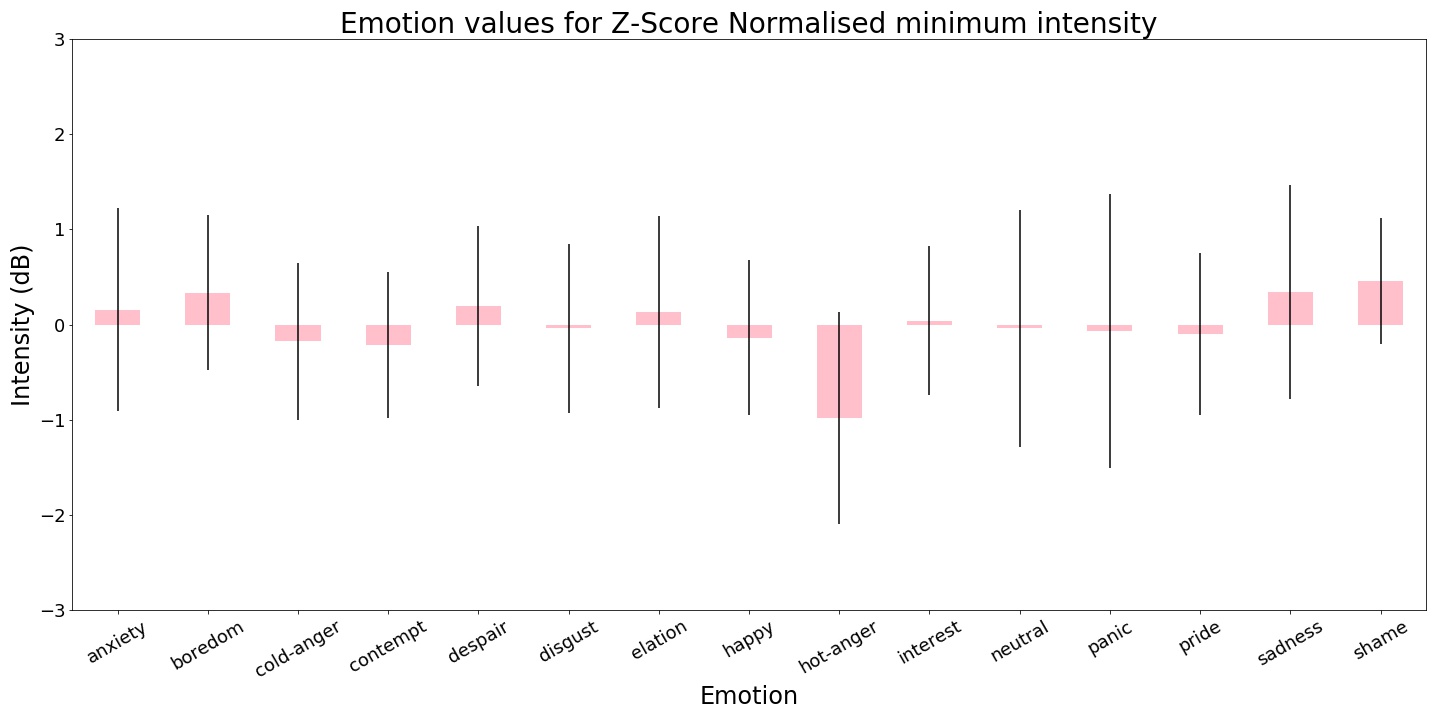 Emotion values for Z-Score Normalised minimum intensity
3
2
1
0
−1
−2
−3
Intensity (dB)
anxiety
boredom
cold-anger
contempt
despair
disgust
elation
happy
hot-anger
interest
neutral
panic
pride
sadness
shame
Emotion